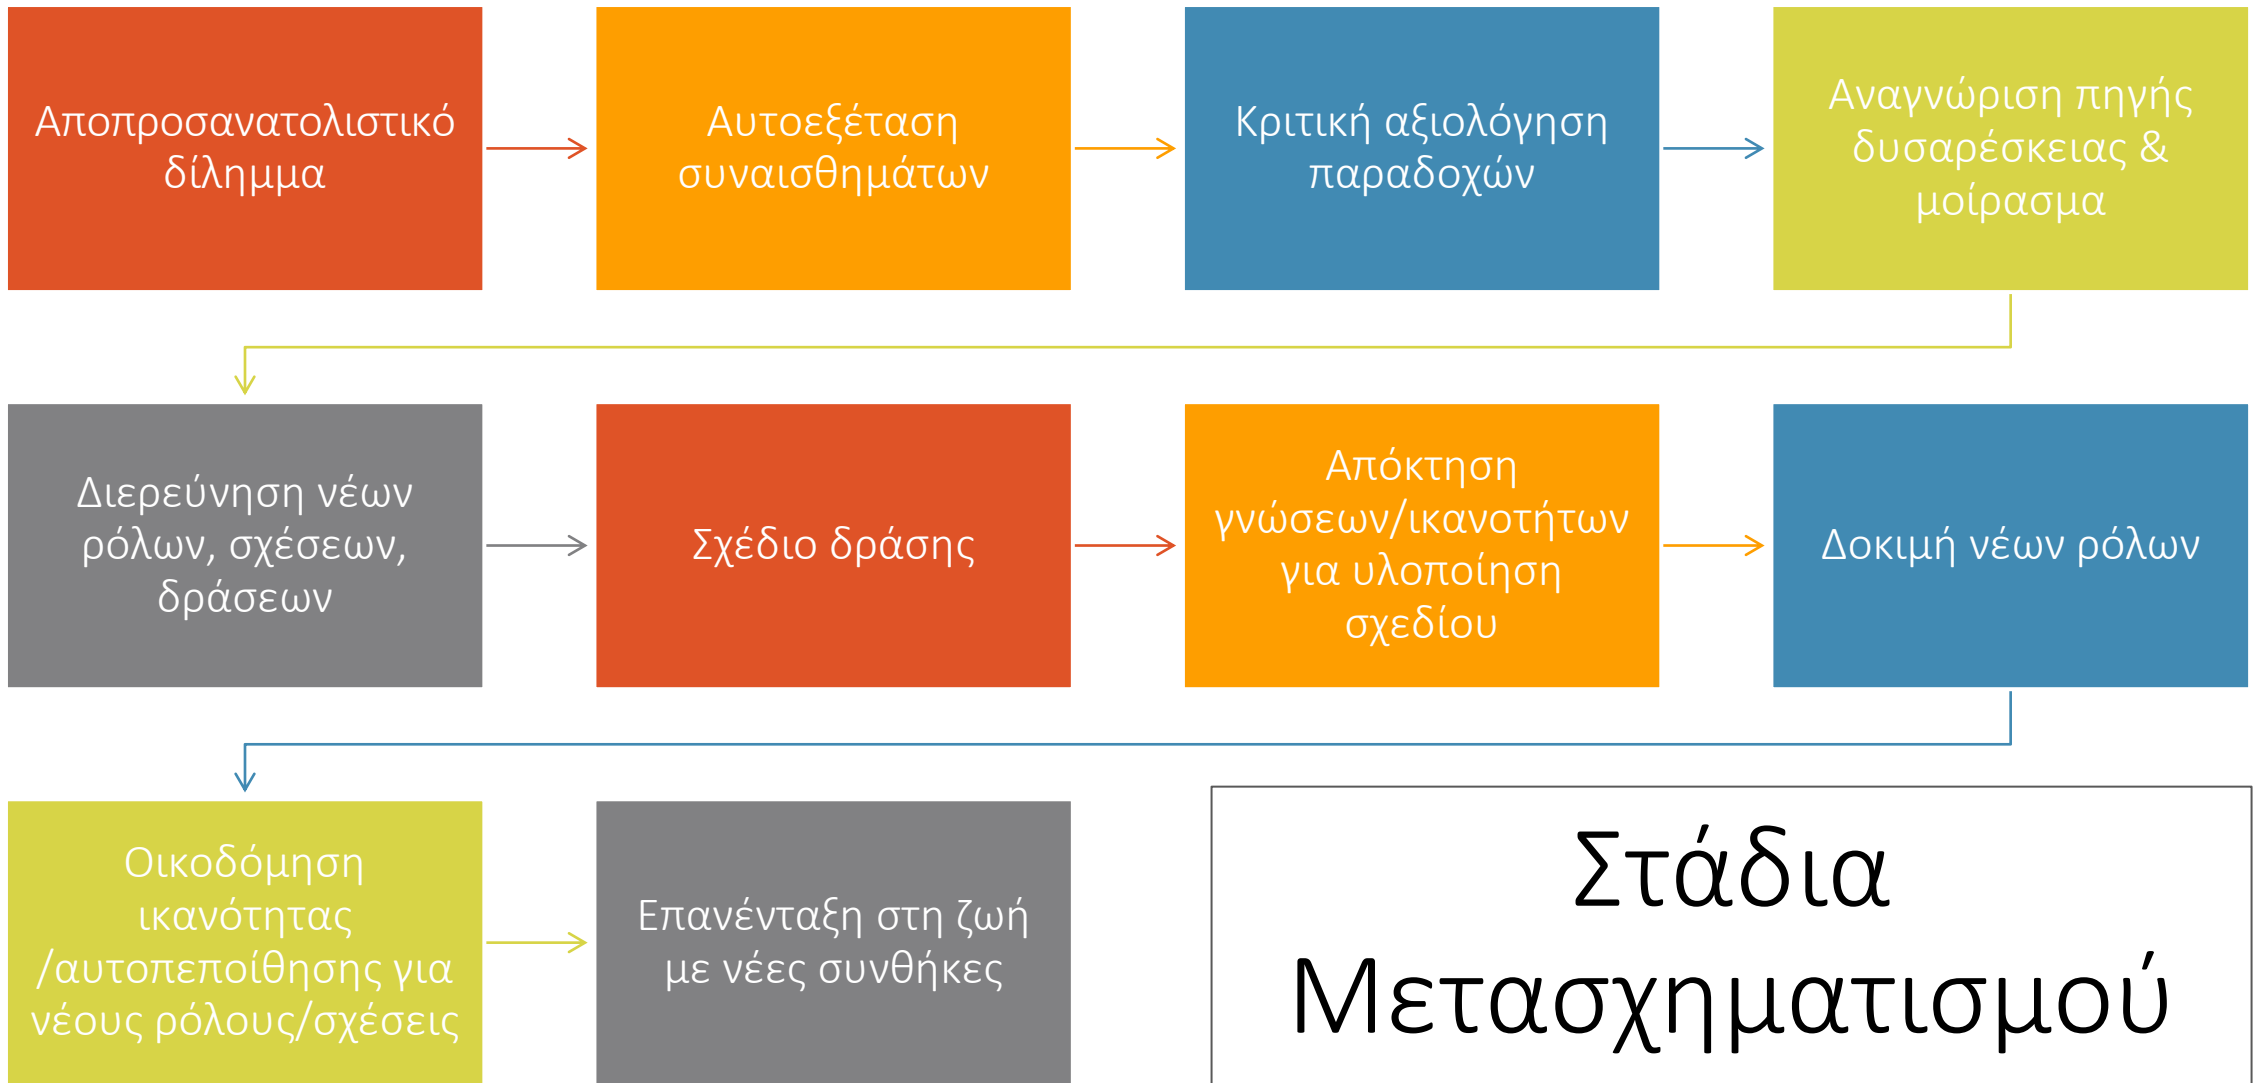 Αποπροσανατολιστικό
δίλημμα
Αυτοεξέταση
συναισθημάτων
Κριτική αξιολόγηση
παραδοχών
Αναγνώριση πηγής
δυσαρέσκειας &
μοίρασμα
Διερεύνηση νέων
ρόλων, σχέσεων,
δράσεων
Σχέδιο δράσης
Απόκτηση
γνώσεων/ικανοτήτων
για υλοποίηση
σχεδίου
Δοκιμή νέων ρόλων
Οικοδόμηση
ικανότητας
/αυτοπεποίθησης για
νέους ρόλους/σχέσεις
Επανένταξη στη ζωή
με νέες συνθήκες
Στάδια
Μετασχηματισμού